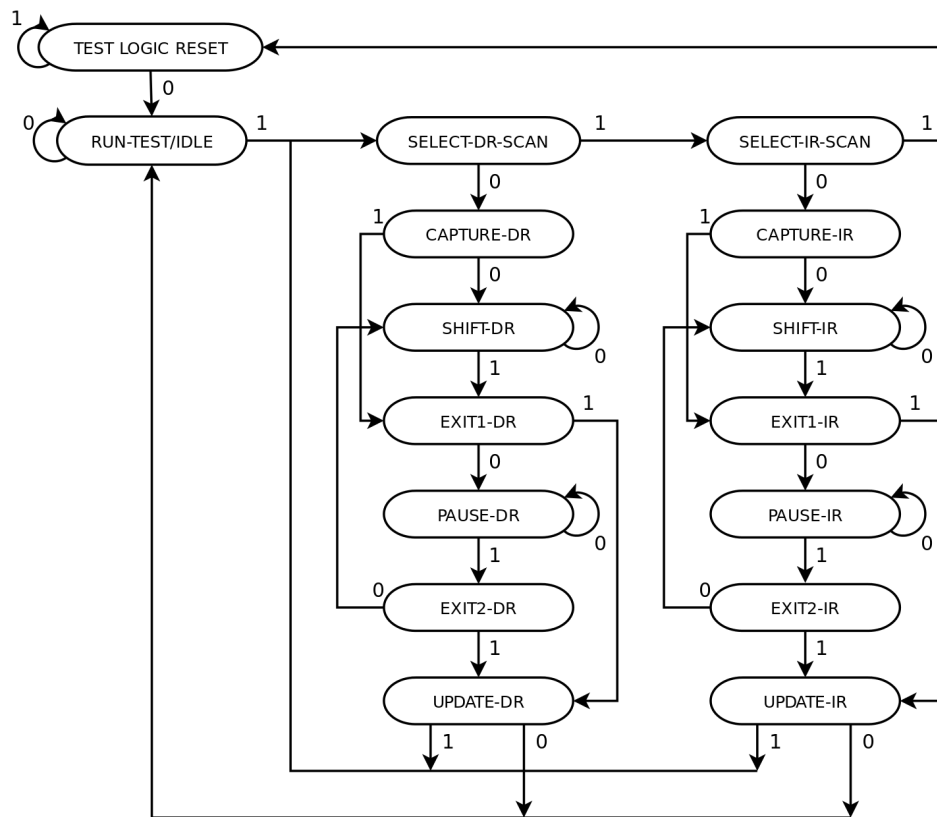 1
TEST LOGIC RESET
0
0
RUN-TEST/IDLE
1
SELECT-DR-SCAN
1
SELECT-IR-SCAN
1
0
0
1
CAPTURE-DR
1
CAPTURE-IR
0
0
SHIFT-DR
0
SHIFT-IR
0
1
1
EXIT1-DR
1
EXIT1-IR
1
0
0
PAUSE-DR
0
PAUSE-IR
0
1
1
0
EXIT2-DR
0
EXIT2-IR
1
1
UPDATE-DR
UPDATE-IR
1
0
1
0